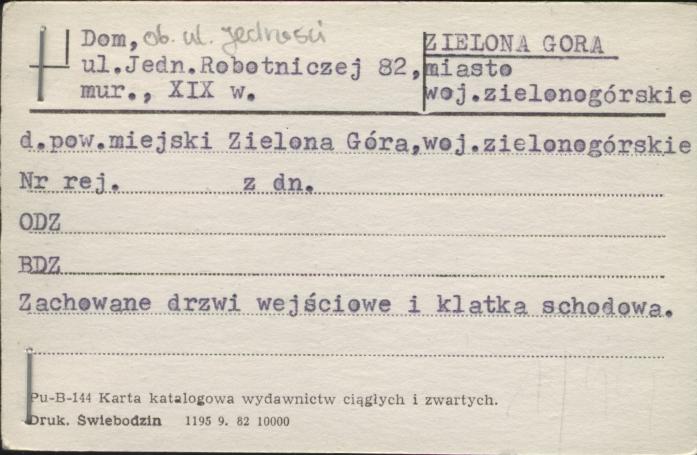 Dom, ob. ul. Jedności
ul.Jedn.Robotniczej 82,
mur., XIX w.
ZIELONA GORA
miasto
woj.zielonogórskie
d.pow.miejski Zielona Góra,woj.zielonogórskie
Nr rej. z dn.
ODZ
BDZ
Zachowane drzwi wejściowe i klatka schodowa.
Pu-B-144 Karta katalogowa wydawnictw ciągłych i zwartych.
Druk. Świebodzin 1195 9. 82 10000